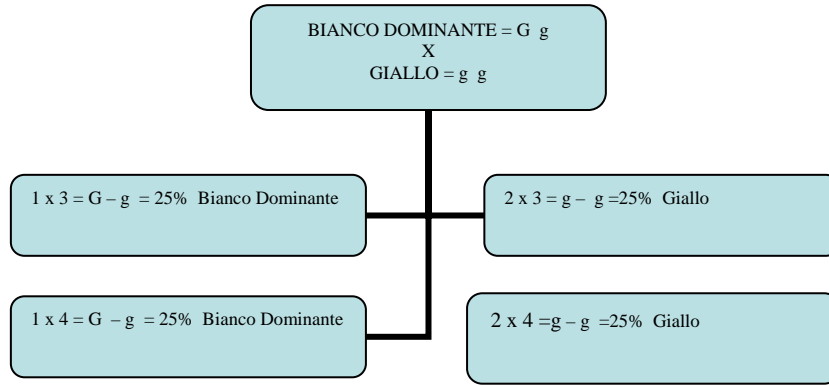 BIANCO DOMINANTE = G g
X
GIALLO = g g
1 x 3 = G – g = 25% Bianco Dominante
2 x 3 = g – g =25% Giallo
1 x 4 = G – g = 25% Bianco Dominante
2 x 4 =g – g =25% Giallo